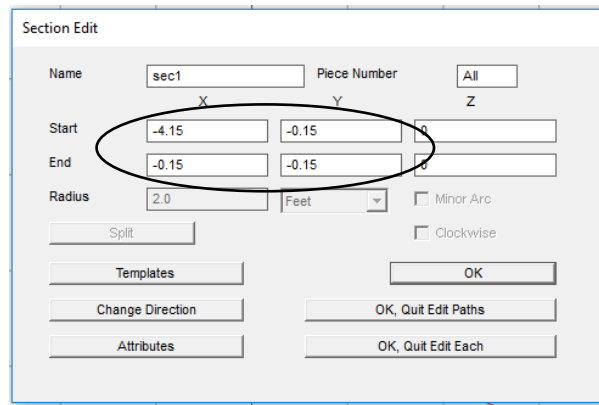 Section Edit
Name sec1 Piece Number All
X Y Z
Start -4.15 -0.15 0
End -0.15 -0.15 0
Radius 2.0 Feet Minor Arc
Split Clockwise
Templates OK
Change Direction OK, Quit Edit Paths
Attributes OK, Quit Edit Each